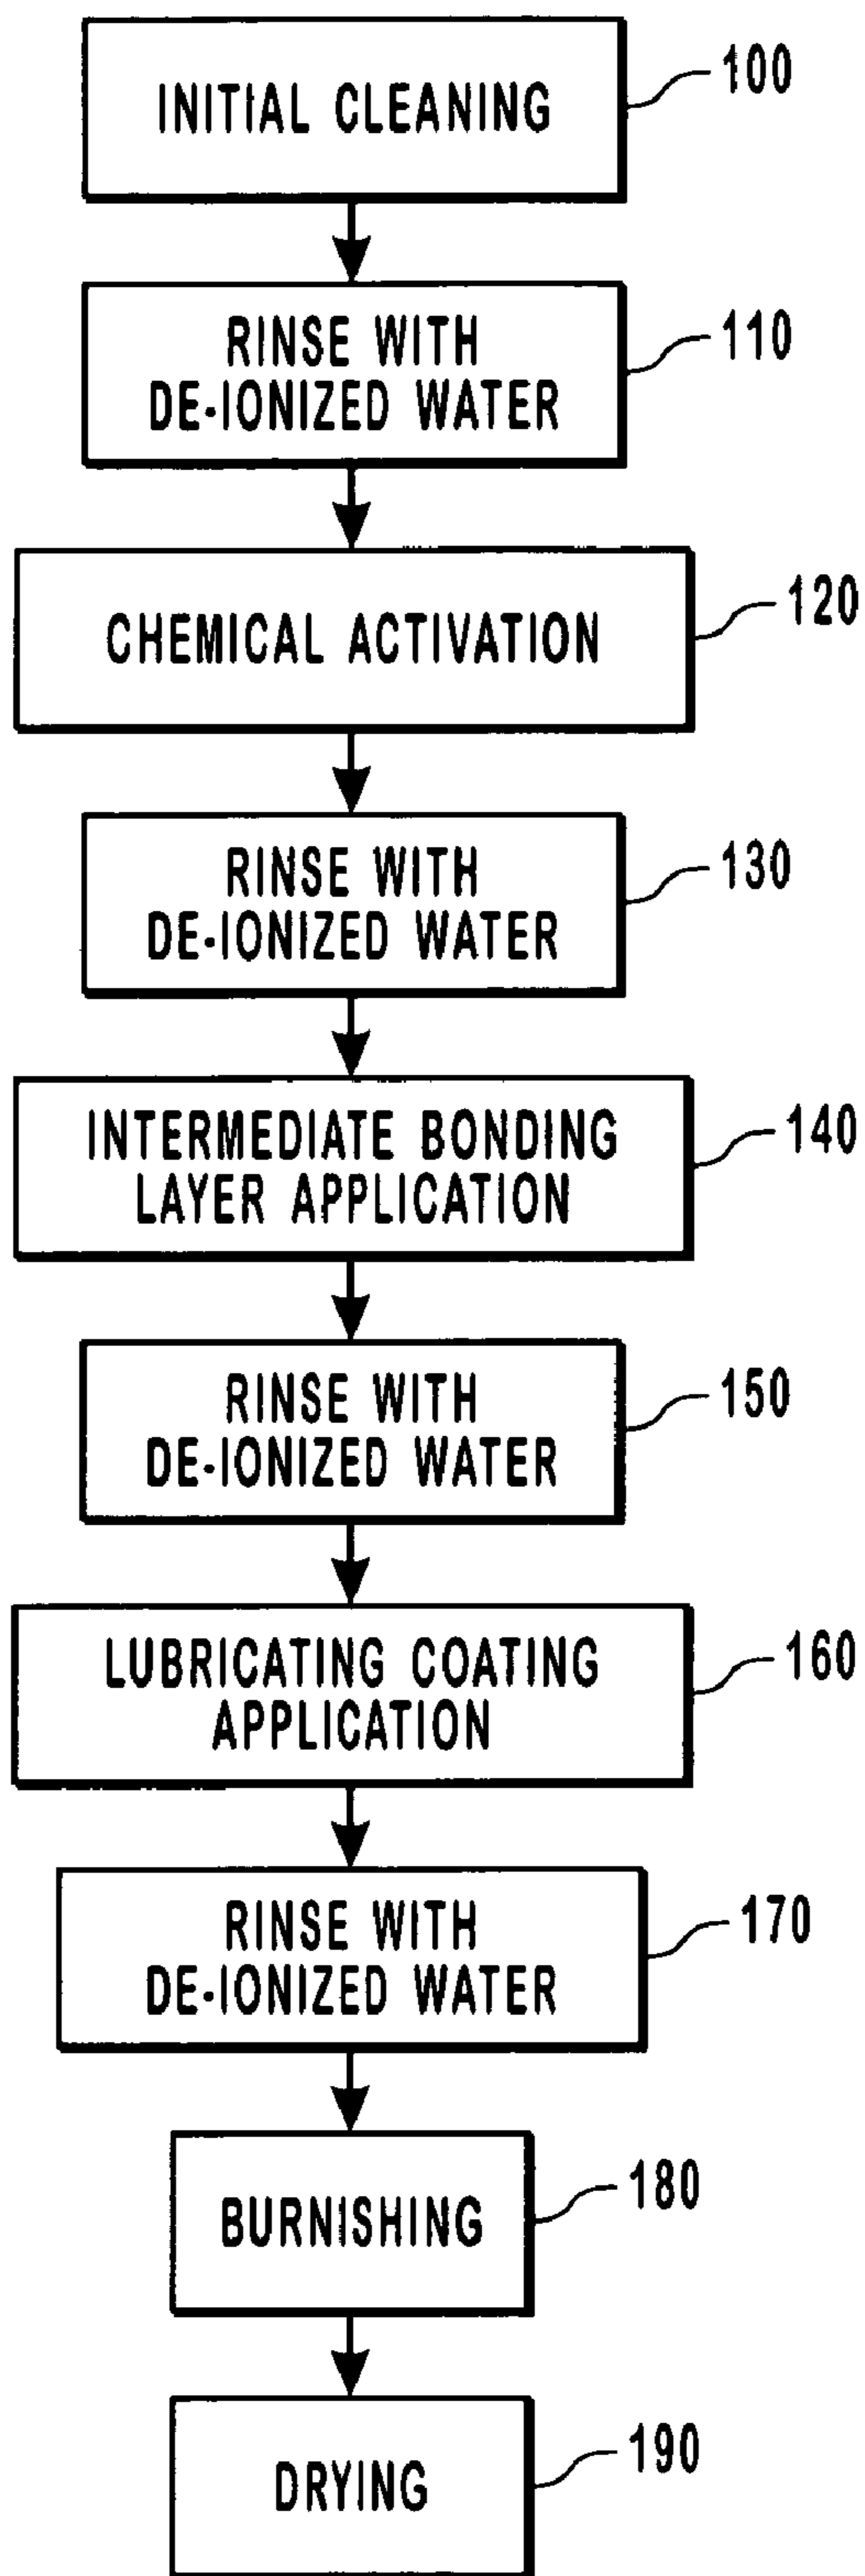 INITIAL CLEANING
100
RINSE WITH
DE-IONIZED WATER
110
CHEMICAL ACTIVATION
120
RINSE WITH
DE-IONIZED WATER
130
INTERMEDIATE BONDING
LAYER APPLICATION
140
RINSE WITH
DE-IONIZED WATER
150
LUBRICATING COATING
APPLICATION
160
RINSE WITH
DE-IONIZED WATER
170
BURNISHING
180
DRYING
190